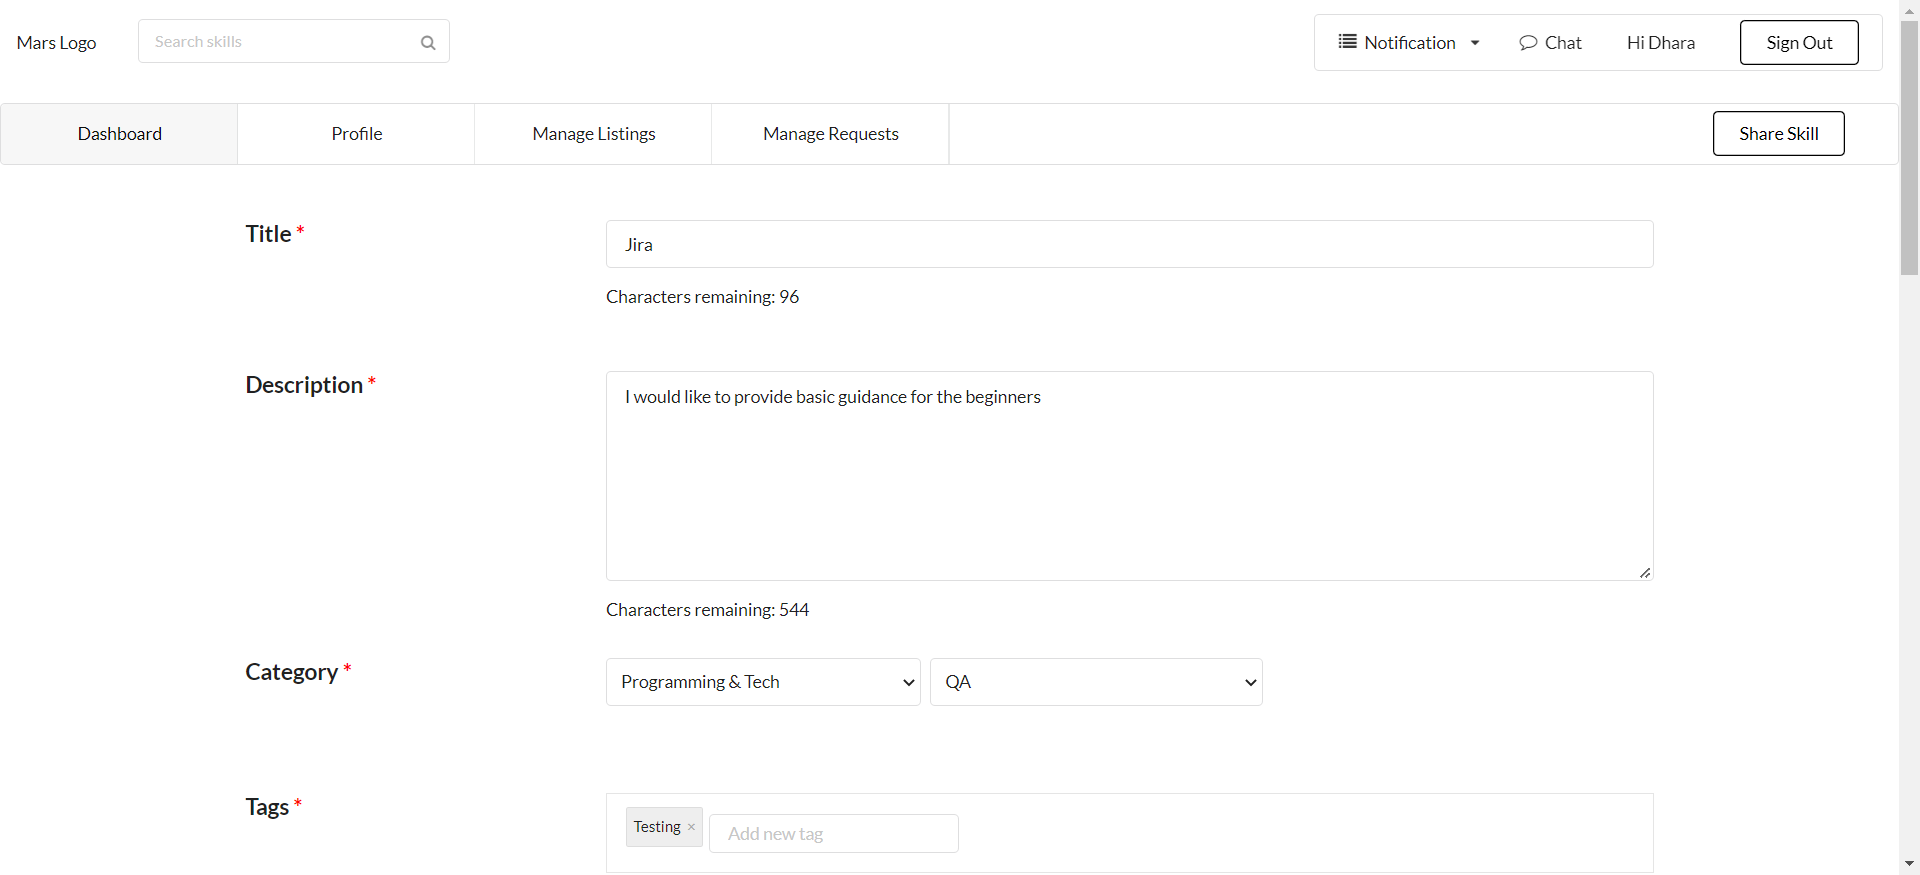 Mars Logo
Search skills
Notification
Chat
Hi Dhara
Sign Out
Dashboard
Profile
Manage Listings
Manage Requests
Share Skill
Title *
Jira
Characters remaining: 96
Description *
I would like to provide basic guidance for the beginners
Characters remaining: 544
Category *
Programming & Tech
QA
Tags *
Testing ×
Add new tag